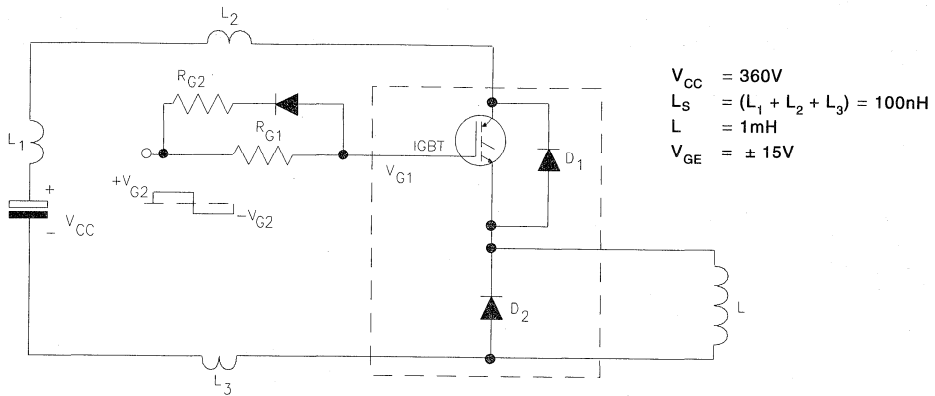 L2
RG2
RG1
L1
IGBT
D1
VG1
+VG2
-VG2
+
VCC
-
D2
L
L3
VCC = 360V
LS = (L1 + L2 + L3) = 100nH
L = 1mH
VGE = ± 15V